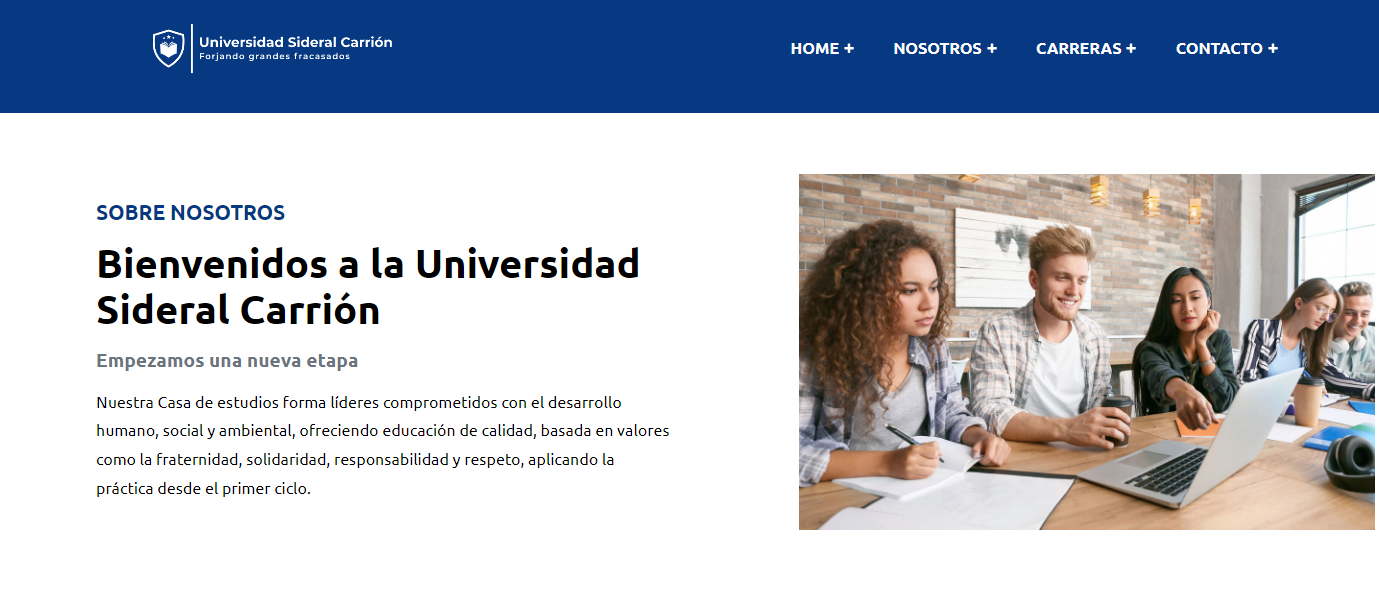 Universidad Sideral Carrión
Forjando grandes fracasados
HOME +
NOSOTROS +
CARRERAS +
CONTACTO +
SOBRE NOSOTROS
Bienvenidos a la Universidad
Sideral Carrión
Empezamos una nueva etapa
Nuestra Casa de estudios forma líderes comprometidos con el desarrollo
humano, social y ambiental, ofreciendo educación de calidad, basada en valores
como la fraternidad, solidaridad, responsabilidad y respeto, aplicando la
práctica desde el primer ciclo.